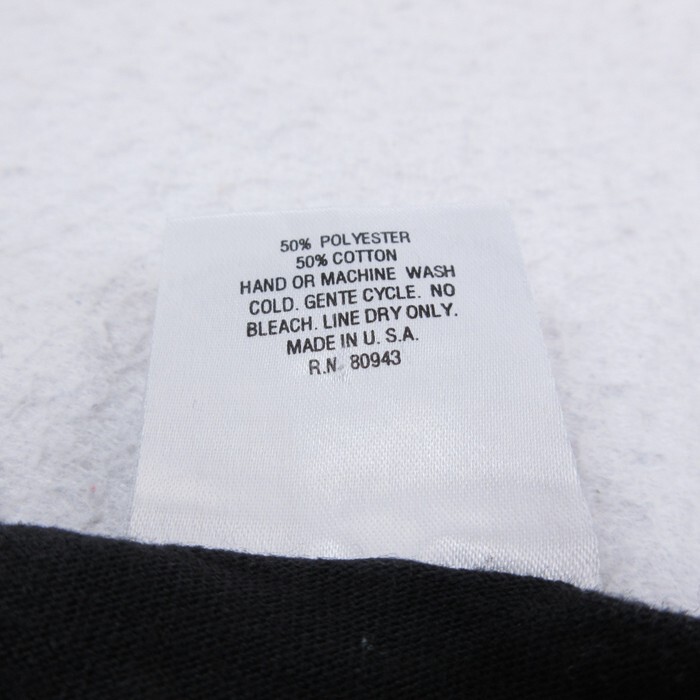 50% POLYESTER
50% COTTON
HAND OR MACHINE WASH
COLD. GENTE CYCLE. NO
BLEACH. LINE DRY ONLY.
MADE IN U. S.A.
R.N. 80943